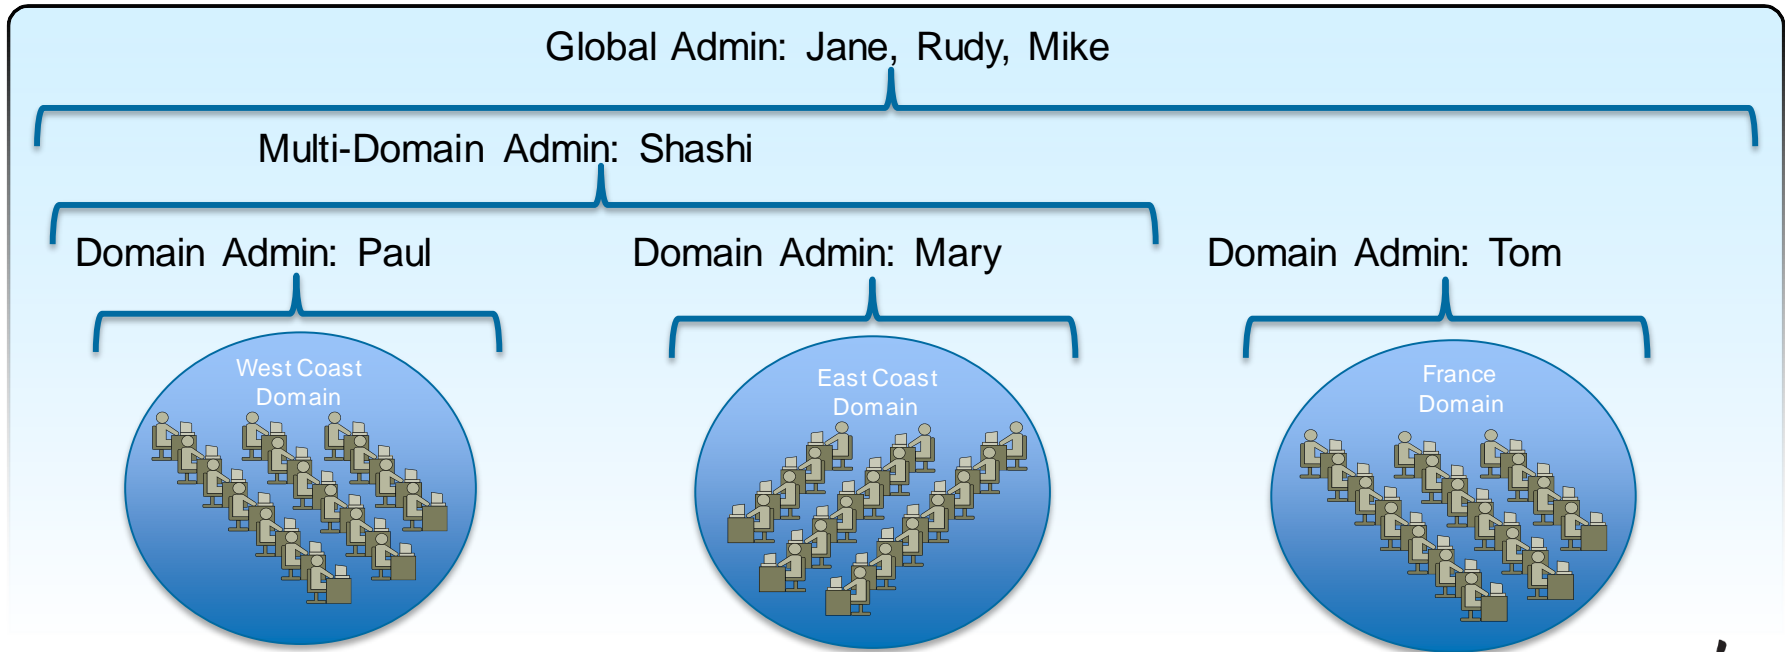 Global Admin: Jane, Rudy, Mike
Multi-Domain Admin: Shashi
Domain Admin: Paul
Domain Admin: Mary
Domain Admin: Tom
West Coast
Domain
East Coast
Domain
France
Domain